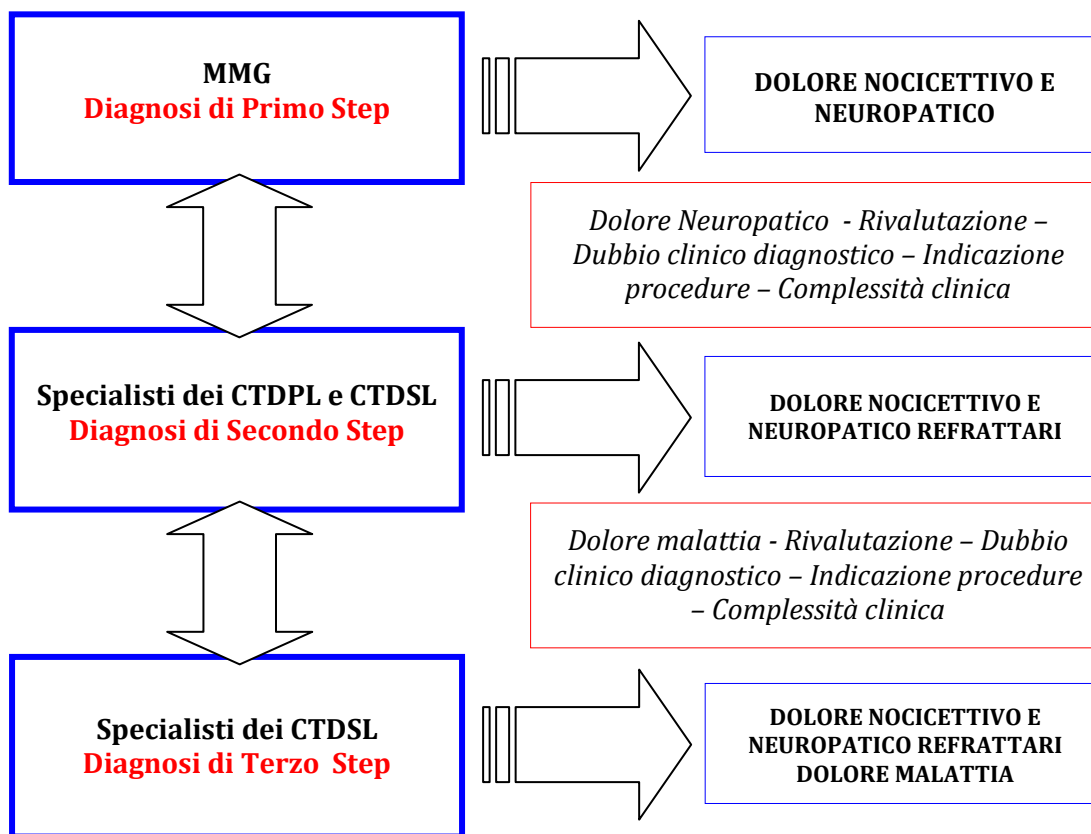 MMG
Diagnosi di Primo Step
DOLORE NOCICETTIVO E
NEUROPATICO
Dolore Neuropatico - Rivalutazione –
Dubbio clinico diagnostico – Indicazione
procedure – Complessità clinica
Specialisti dei CTDPL e CTDSL
Diagnosi di Secondo Step
DOLORE NOCICETTIVO E
NEUROPATICO REFRATTARI
Dolore malattia - Rivalutazione – Dubbio
clinico diagnostico – Indicazione procedure
– Complessità clinica
Specialisti dei CTDSL
Diagnosi di Terzo Step
DOLORE NOCICETTIVO E
NEUROPATICO REFRATTARI
DOLORE MALATTIA